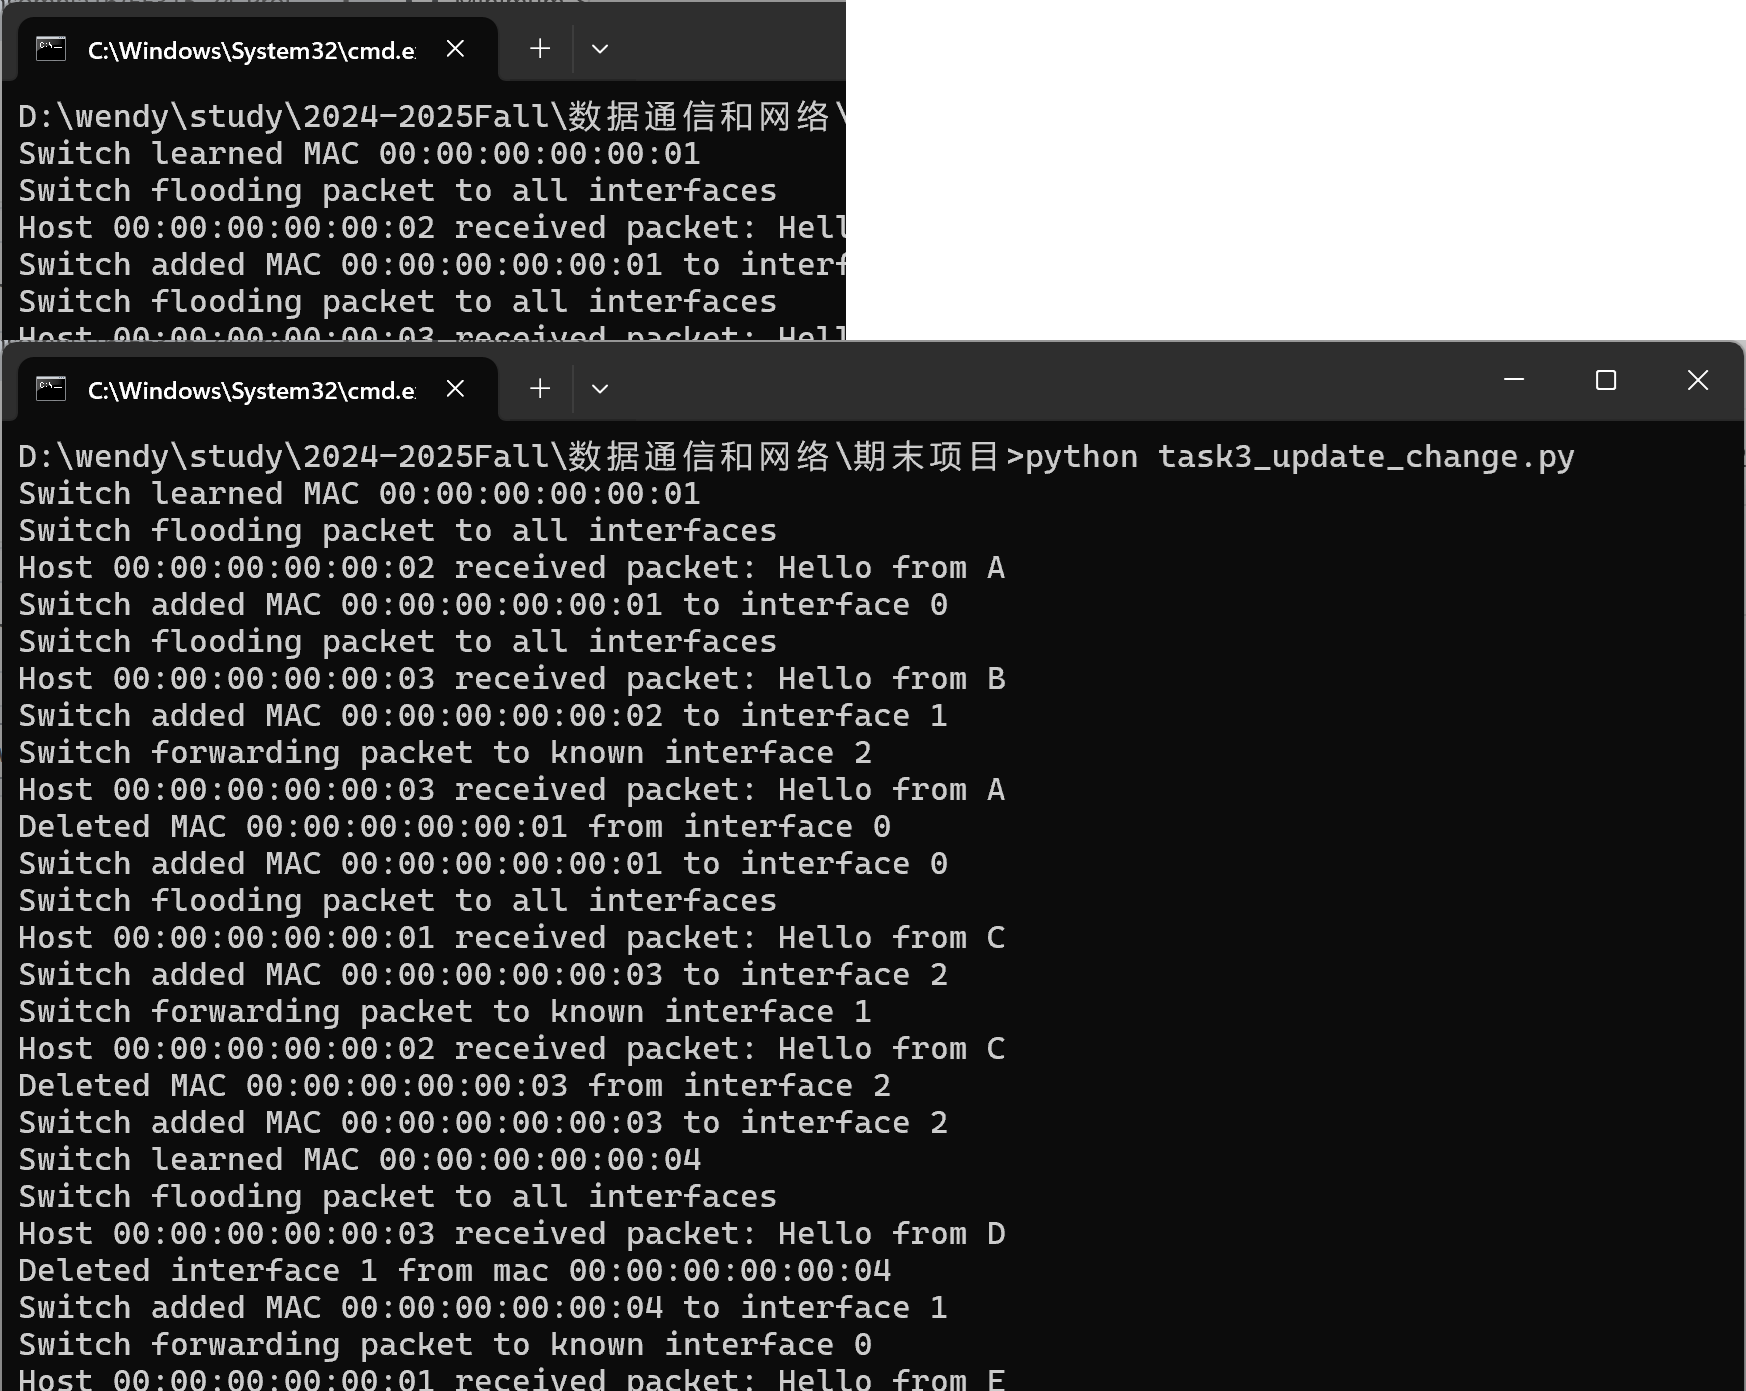 C:\Windows\System32\cmd.e
D:\wendy\study\2024-2025Fall\数据通信和网络\
Switch learned MAC 00:00:00:00:00:01
Switch flooding packet to all interfaces
Host 00:00:00:00:00:02 received packet: Hell
Switch added MAC 00:00:00:00:00:01 to interf
Switch flooding packet to all interfaces
Host 00:00:00:00:00:03 received packet: Hell
C:\Windows\System32\cmd.e
D:\wendy\study\2024-2025Fall\数据通信和网络\期末项目>python task3_update_change.py
Switch learned MAC 00:00:00:00:00:01
Switch flooding packet to all interfaces
Host 00:00:00:00:00:02 received packet: Hello from A
Switch added MAC 00:00:00:00:00:01 to interface 0
Switch flooding packet to all interfaces
Host 00:00:00:00:00:03 received packet: Hello from B
Switch added MAC 00:00:00:00:00:02 to interface 1
Switch forwarding packet to known interface 2
Host 00:00:00:00:00:03 received packet: Hello from A
Deleted MAC 00:00:00:00:00:01 from interface 0
Switch added MAC 00:00:00:00:00:01 to interface 0
Switch flooding packet to all interfaces
Host 00:00:00:00:00:01 received packet: Hello from C
Switch added MAC 00:00:00:00:00:03 to interface 2
Switch forwarding packet to known interface 1
Host 00:00:00:00:00:02 received packet: Hello from C
Deleted MAC 00:00:00:00:00:03 from interface 2
Switch added MAC 00:00:00:00:00:03 to interface 2
Switch learned MAC 00:00:00:00:00:04
Switch flooding packet to all interfaces
Host 00:00:00:00:00:03 received packet: Hello from D
Deleted interface 1 from mac 00:00:00:00:00:04
Switch added MAC 00:00:00:00:00:04 to interface 1
Switch forwarding packet to known interface 0
Host 00:00:00:00:00:01 received packet: Hello from E